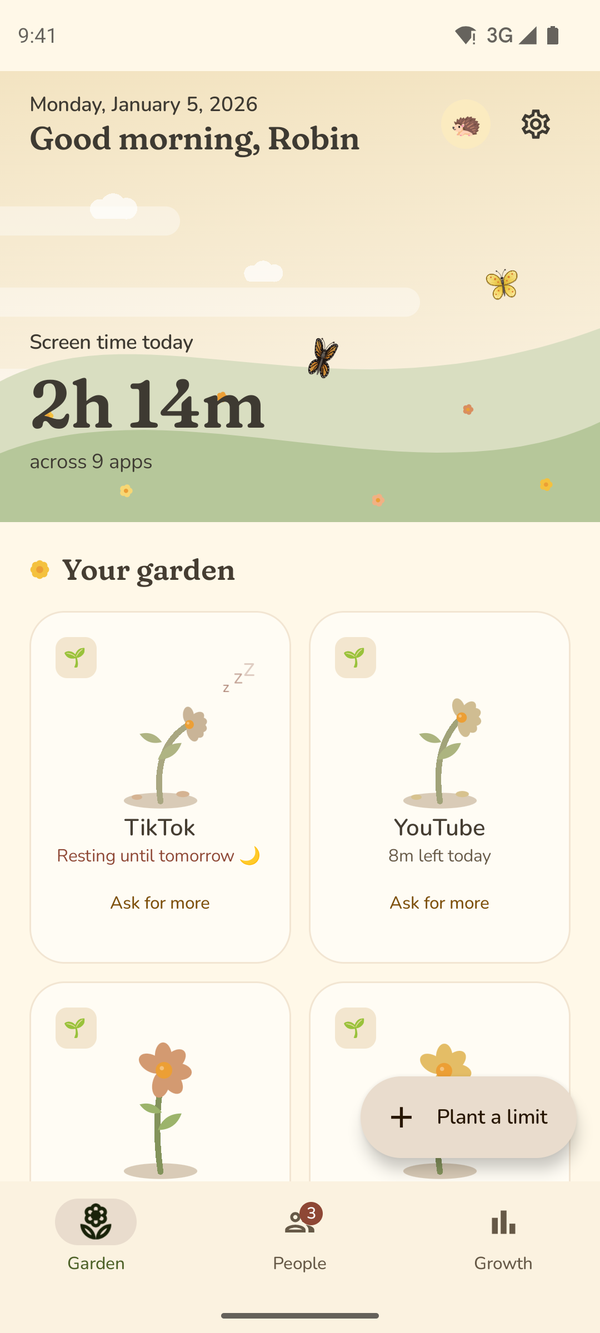 9:41
3G
Monday, January 5, 2026
Good morning, Robin
Screen time today
2h 14m
across 9 apps
Your garden
z z Z
TikTok
Resting until tomorrow 🌙
Ask for more
YouTube
8m left today
Ask for more
Plant a limit
3
Garden
People
Growth